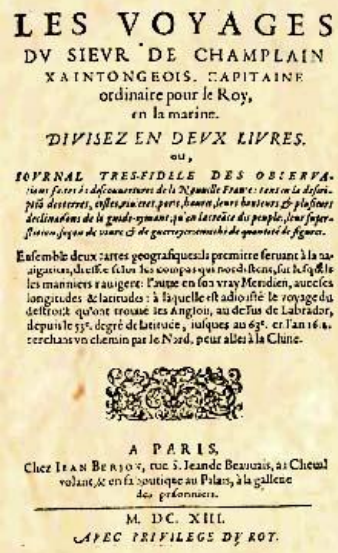 LES VOYAGES
DV SIEVR DE CHAMPLAIN
XAINTONGEOIS, CAPITAINE
ordinaire pour le Roy,
en la marine.
DIVISEZ EN DEVX LIVRES.
ou,
IOVRNAL TRES-FIDELE DES OBSERVA-
tions faites és descouuertures de la Nouuelle France: tant en la descri-
ptiõ des terres, costes, riuieres, ports, haures, leurs hauteurs & plusieurs
declinaisons de la guide-aymant; qu'en la creãce des peuples, leur super-
stition, façon de viure & de guerroyer: enrichi de quantité de figures.
Ensemble deux cartes geografiques: la premiere seruant à la na-
uigation, dressée selon les compas qui nordestent, sur lesquels
les mariniers nauigent: l'autre en son vray Meridien, auec ses
longitudes & latitudes: à laquelle est adiousté le voyage du
destroit qu'ont trouué les Anglois, au dessus de Labrador,
depuis le 53e. degré de latitude, iusques au 63e. en l'an 1612.
cerchans vn chemin par le Nord, pour aller à la Chine.
A PARIS,
Chez IEAN BERJON, rue S. Iean de Beauuais, au Cheual
volant, & en sa boutique au Palais, à la gallerie
des prisonniers.
M. DC. XIII.
AVEC PRIVILEGE DV ROY.